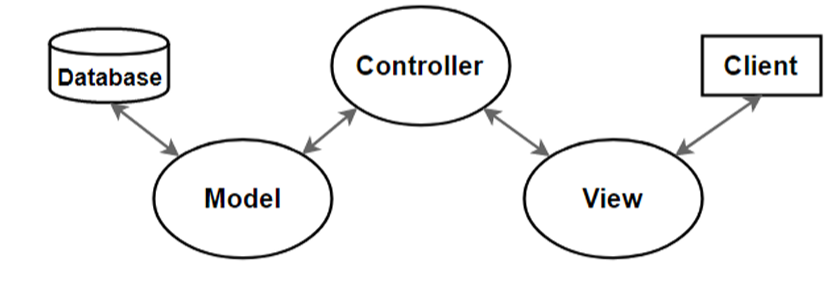 Database
Controller
Client
Model
View